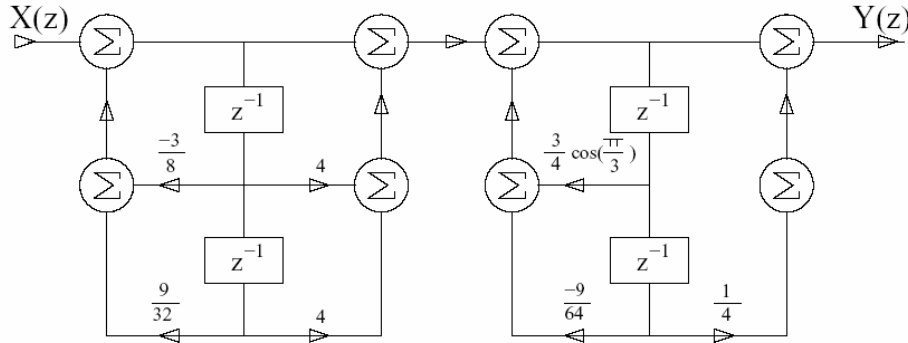 X(z) Y(z)
Σ Σ Σ Σ
z⁻¹ z⁻¹
-3/8 4 3/4 cos(π/3)
Σ Σ Σ Σ
z⁻¹ z⁻¹
9/32 4 -9/64 1/4